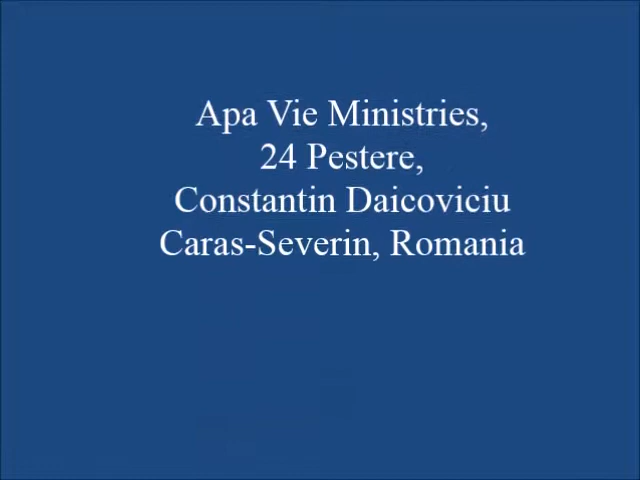 Apa Vie Ministries,
24 Pestere,
Constantin Daicoviciu
Caras-Severin, Romania